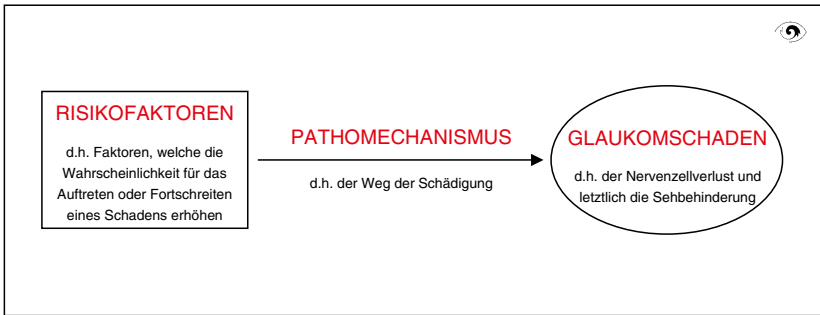 RISIKOFAKTOREN
d.h. Faktoren, welche die
Wahrscheinlichkeit für das
Auftreten oder Fortschreiten
eines Schadens erhöhen
PATHOMECHANISMUS
d.h. der Weg der Schädigung
GLAUKOMSCHADEN
d.h. der Nervenzellverlust und
letztlich die Sehbehinderung